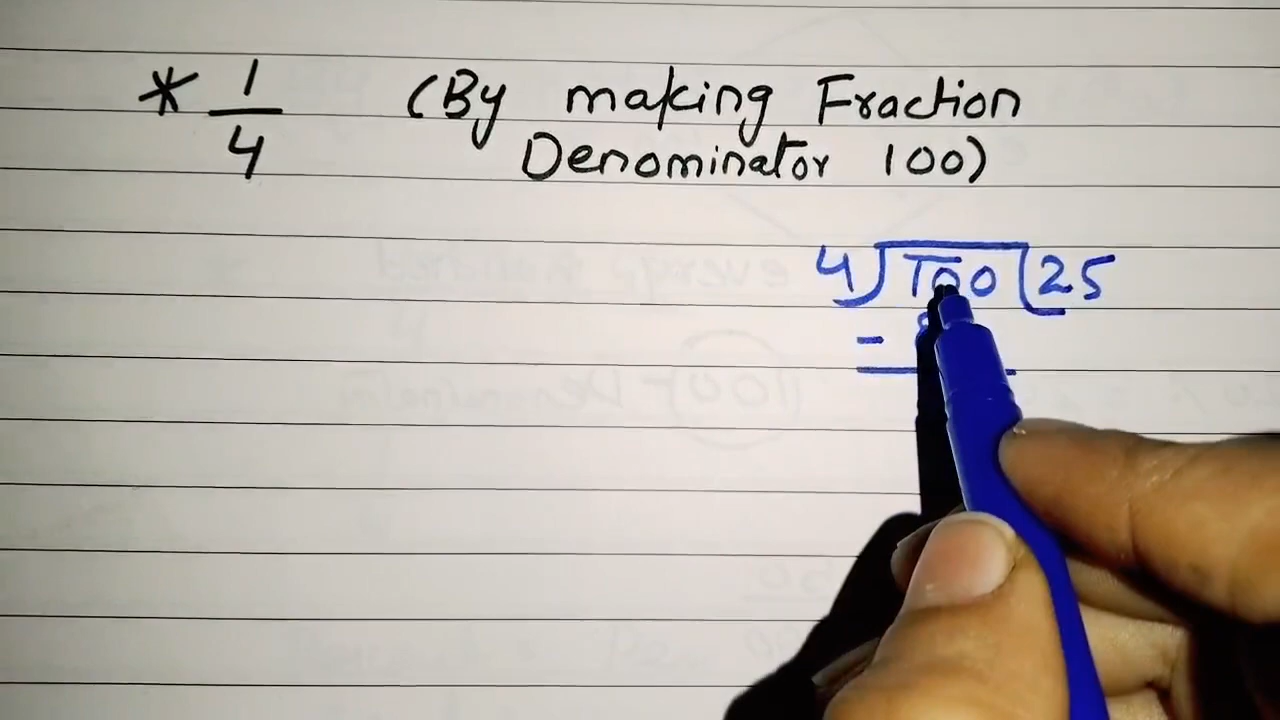 * 1/4 (By making Fraction
Denominator 100)
4) 100 (25
-